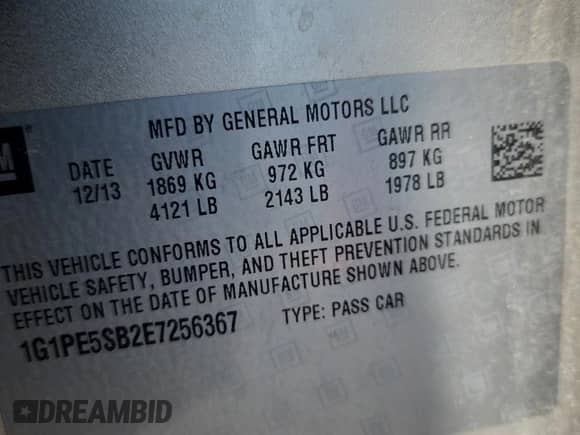 MFD BY GENERAL MOTORS LLC
DATE GVWR GAWR FRT GAWR RR
12/13 1869 KG 972 KG 897 KG
4121 LB 2143 LB 1978 LB
THIS VEHICLE CONFORMS TO ALL APPLICABLE U.S. FEDERAL MOTOR
VEHICLE SAFETY, BUMPER, AND THEFT PREVENTION STANDARDS IN
EFFECT ON THE DATE OF MANUFACTURE SHOWN ABOVE.
1G1PE5SB2E7256367 TYPE: PASS CAR
DREAMBID